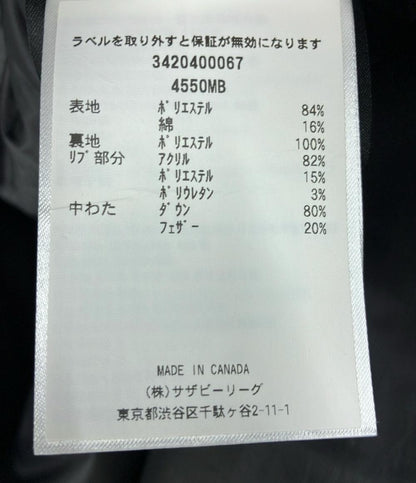 ラベルを取り外すと保証が無効になります
3420400067
4550MB
表地 ポリエステル 84%
綿 16%
裏地 ポリエステル 100%
リブ部分 アクリル 82%
ポリエステル 15%
ポリウレタン 3%
中わた ダウン 80%
フェザー 20%
MADE IN CANADA
(株)サザビーリーグ
東京都渋谷区千駄ヶ谷2-11-1